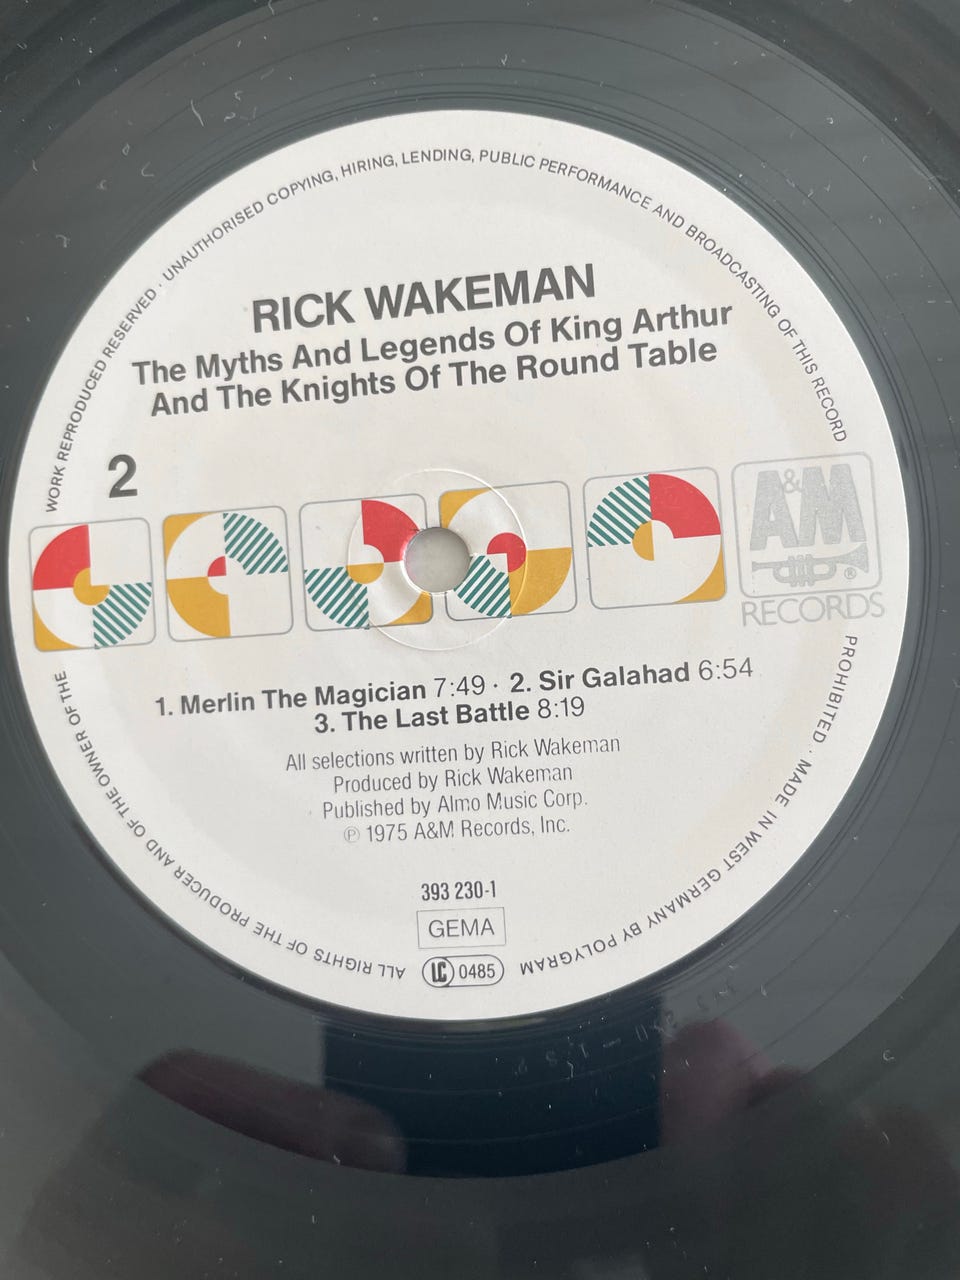 WORK REPRODUCED RESERVED · UNAUTHORISED COPYING, HIRING, LENDING, PUBLIC PERFORMANCE AND BROADCASTING OF THIS RECORD
RICK WAKEMAN
The Myths And Legends Of King Arthur
And The Knights Of The Round Table
2
A&M
®
RECORDS
1. Merlin The Magician 7:49 · 2. Sir Galahad 6:54
3. The Last Battle 8:19
All selections written by Rick Wakeman
Produced by Rick Wakeman
Published by Almo Music Corp.
℗ 1975 A&M Records, Inc.
393 230-1
GEMA
LC 0485
PROHIBITED . MADE IN WEST GERMANY BY POLYGRAM
ALL RIGHTS OF THE PRODUCER AND OF THE OWNER OF THE